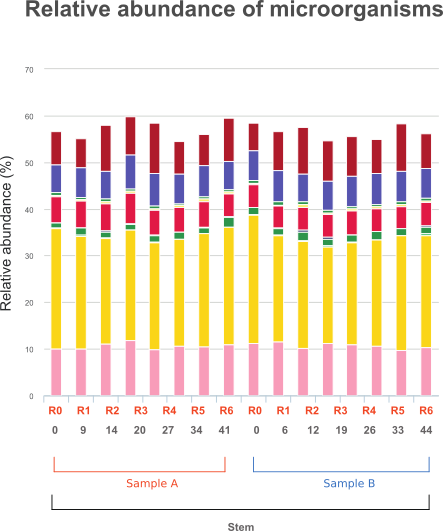 Relative abundance of microorganisms
Relative abundance (%)
70
60
50
40
30
20
10
0
R0 R1 R2 R3 R4 R5 R6 R0 R1 R2 R3 R4 R5 R6
0 9 14 20 27 34 41 0 6 12 19 26 33 44
Sample A Sample B
Stem